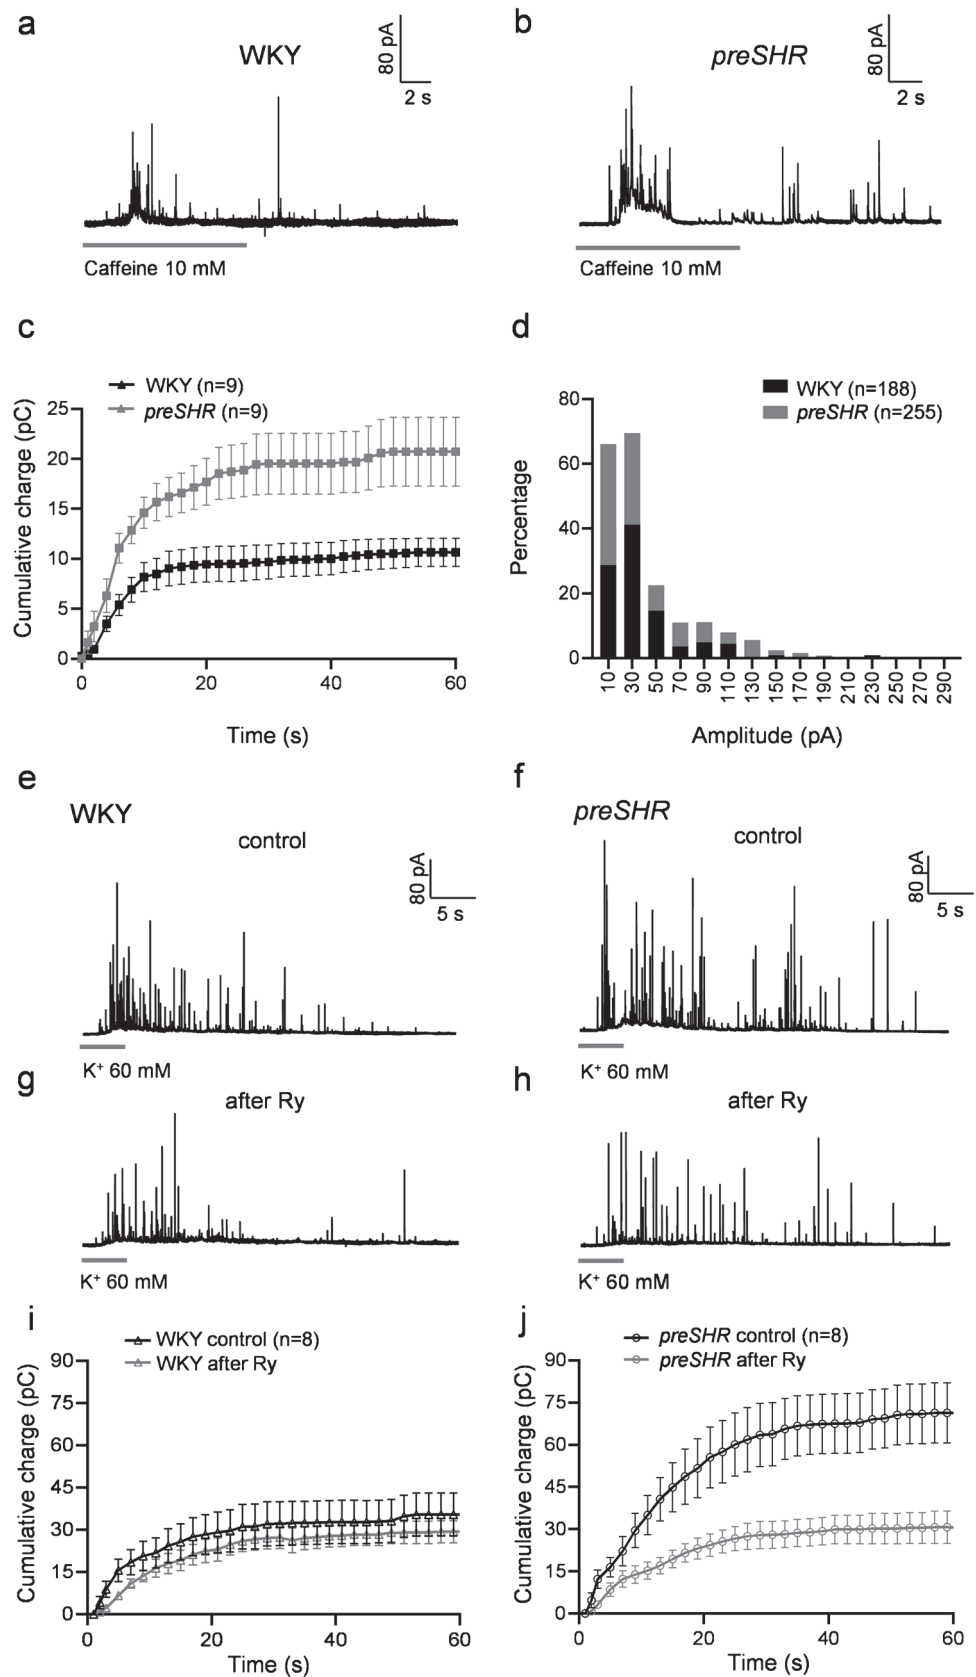 a
WKY
80 pA
2 s
Caffeine 10 mM
b
preSHR
80 pA
2 s
Caffeine 10 mM
c
WKY (n=9)
preSHR (n=9)
Cumulative charge (pC)
25
20
15
10
5
0
0 20 40 60
Time (s)
d
WKY (n=188)
preSHR (n=255)
Percentage
80
60
40
20
0
10 30 50 70 90 110 130 150 170 190 210 230 250 270 290
Amplitude (pA)
e
WKY
control
80 pA
5 s
K⁺ 60 mM
f
preSHR
control
80 pA
5 s
K⁺ 60 mM
g
after Ry
K⁺ 60 mM
h
after Ry
K⁺ 60 mM
i
WKY control (n=8)
WKY after Ry
Cumulative charge (pC)
90
75
60
45
30
15
0
0 20 40 60
Time (s)
j
preSHR control (n=8)
preSHR after Ry
Cumulative charge (pC)
90
75
60
45
30
15
0
0 20 40 60
Time (s)